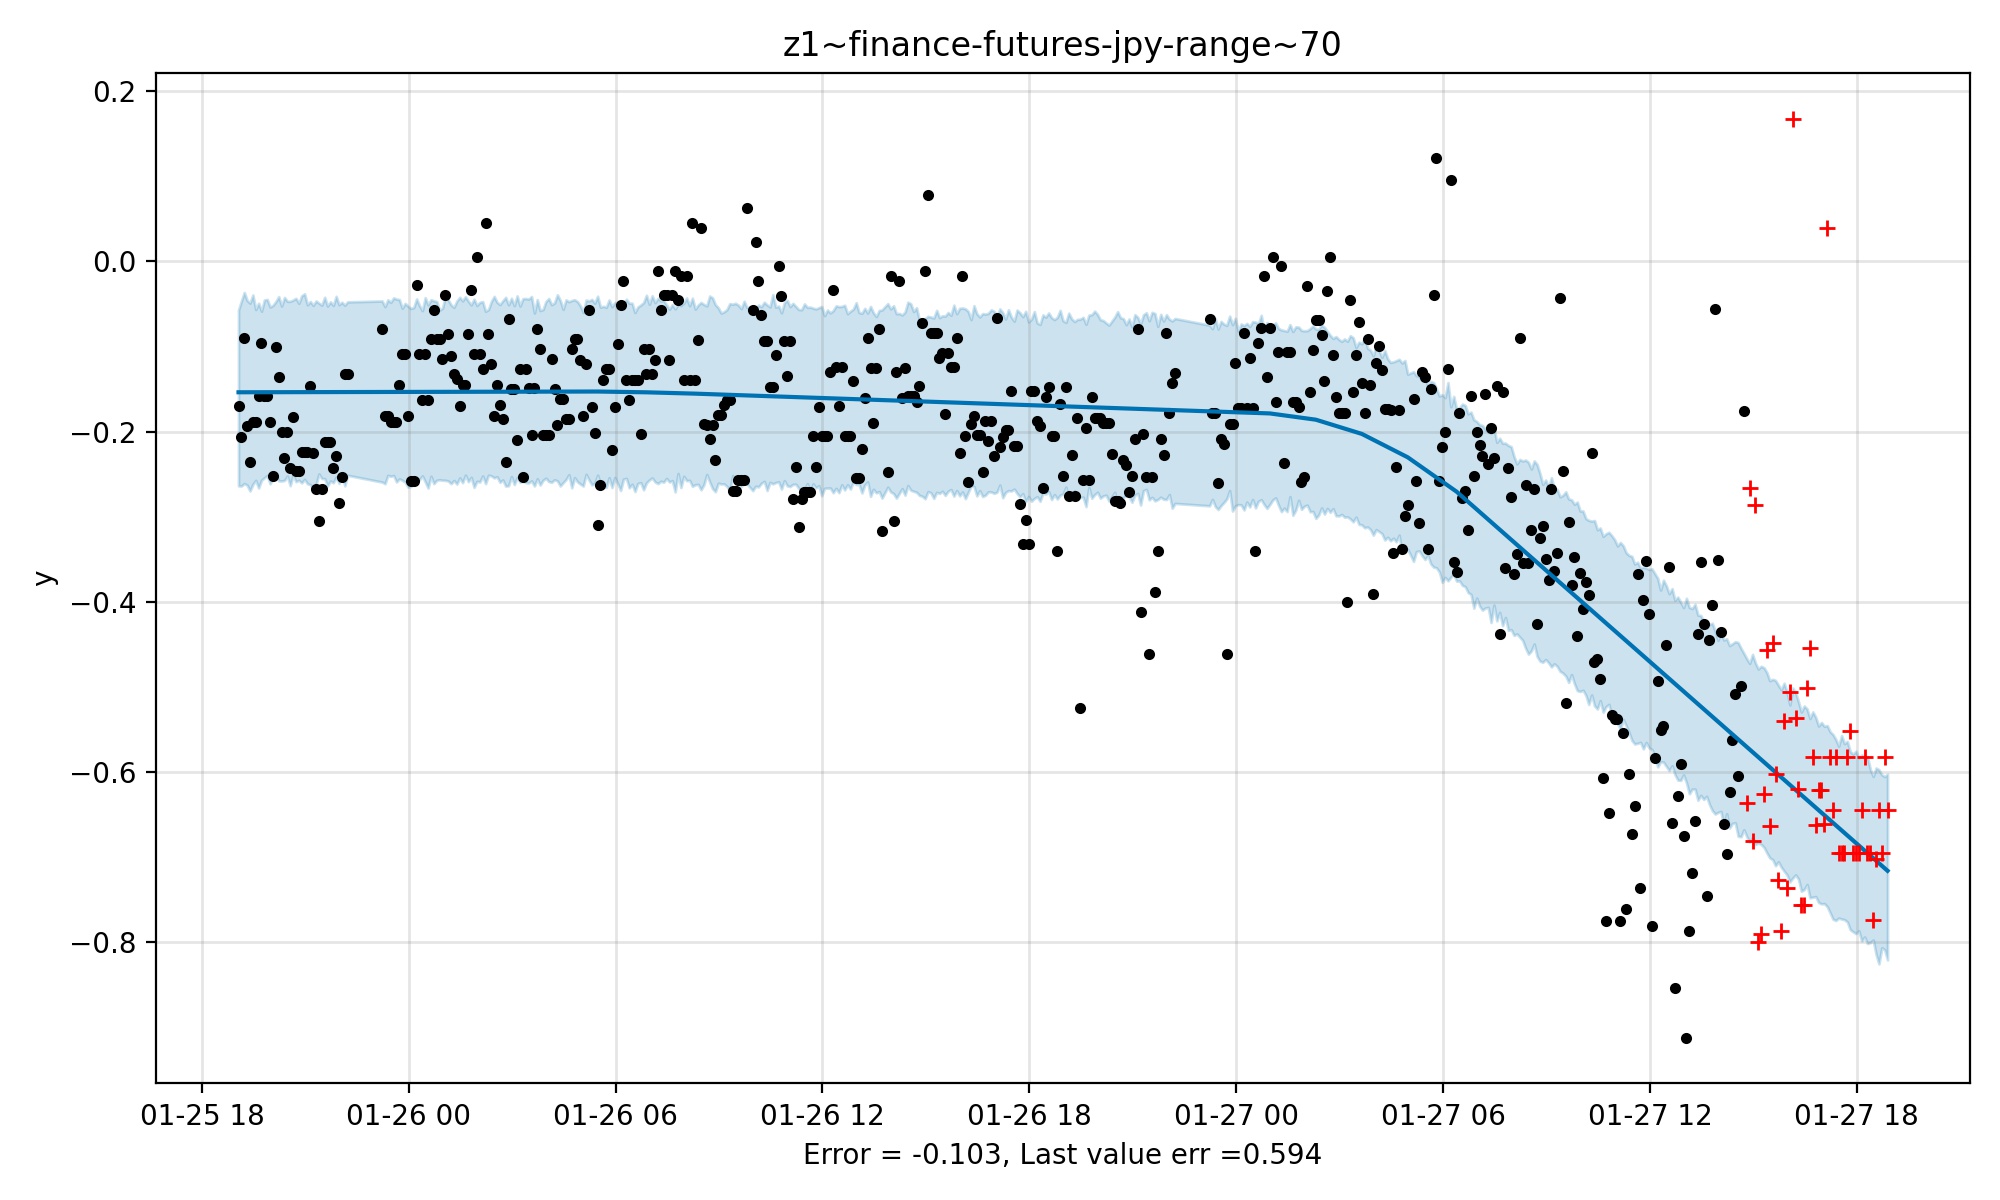 z1~finance-futures-jpy-range~70
0.2
0.0
−0.2
−0.4
−0.6
−0.8
y
01-25 18 01-26 00 01-26 06 01-26 12 01-26 18 01-27 00 01-27 06 01-27 12 01-27 18
Error = -0.103, Last value err =0.594